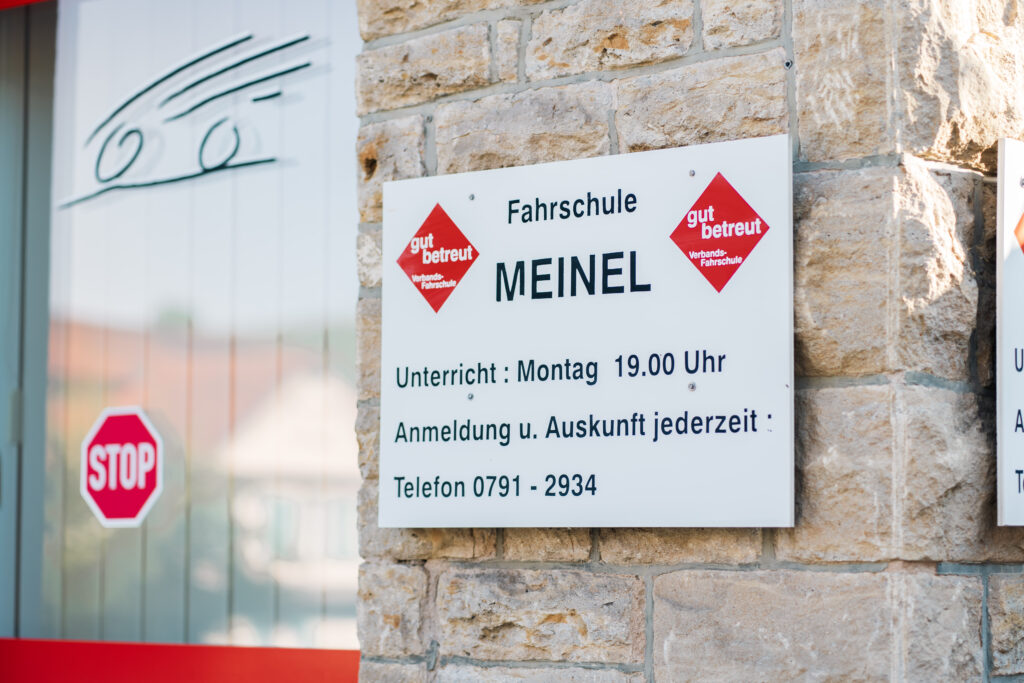 Fahrschule
MEINEL
gut
betreut
Verbands-
Fahrschule
gut
betreut
Verbands-
Fahrschule
Unterricht : Montag 19.00 Uhr
Anmeldung u. Auskunft jederzeit :
Telefon 0791 - 2934
STOP